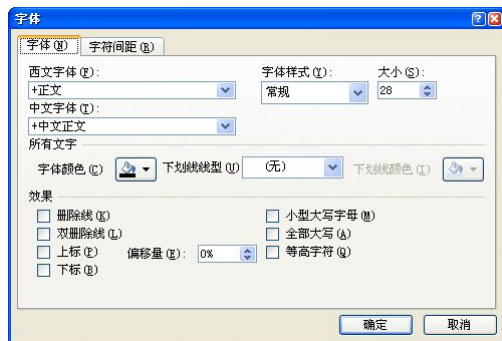 字体
字体(N) 字符间距(R)
西文字体(F): 字体样式(Y): 大小(S):
+正文 常规 28
中文字体(T):
+中文正文
所有文字
字体颜色(C) 下划线线型(U) (无) 下划线颜色(I)
效果
删除线(K) 小型大写字母(M)
双删除线(L) 全部大写(A)
上标(P) 偏移量(E): 0% 等高字符(Q)
下标(B)
确定 取消